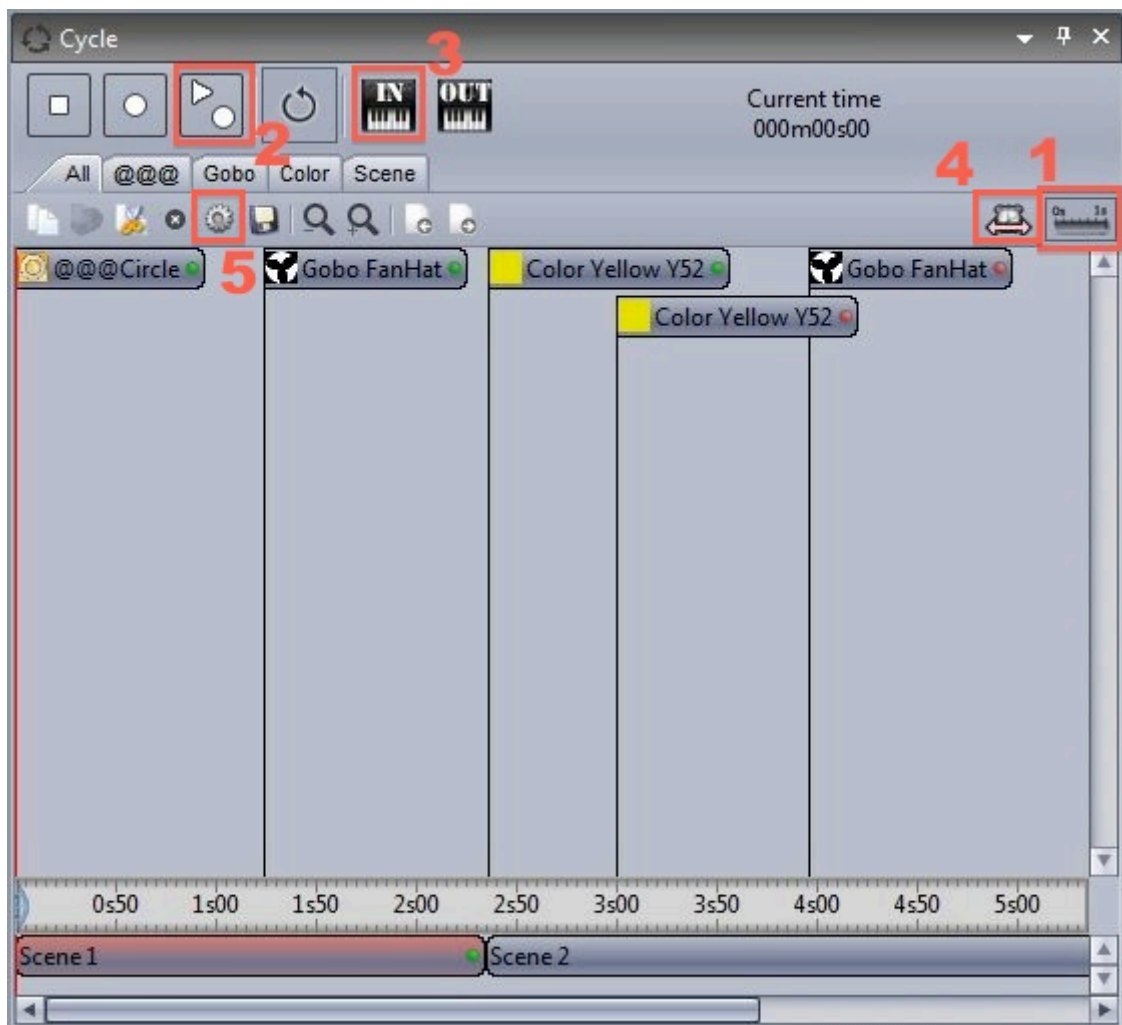 Cycle
3
IN
OUT
Current time
000m00s00
2
4
1
All
@@@
Gobo
Color
Scene
0s 1s
5
@@@Circle
Gobo FanHat
Color Yellow Y52
Gobo FanHat
Color Yellow Y52
0s50 1s00 1s50 2s00 2s50 3s00 3s50 4s00 4s50 5s00
Scene 1
Scene 2